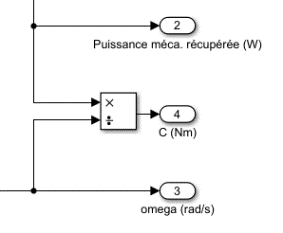 2
Puissance méca. récupérée (W)
×
÷
4
C (Nm)
3
omega (rad/s)